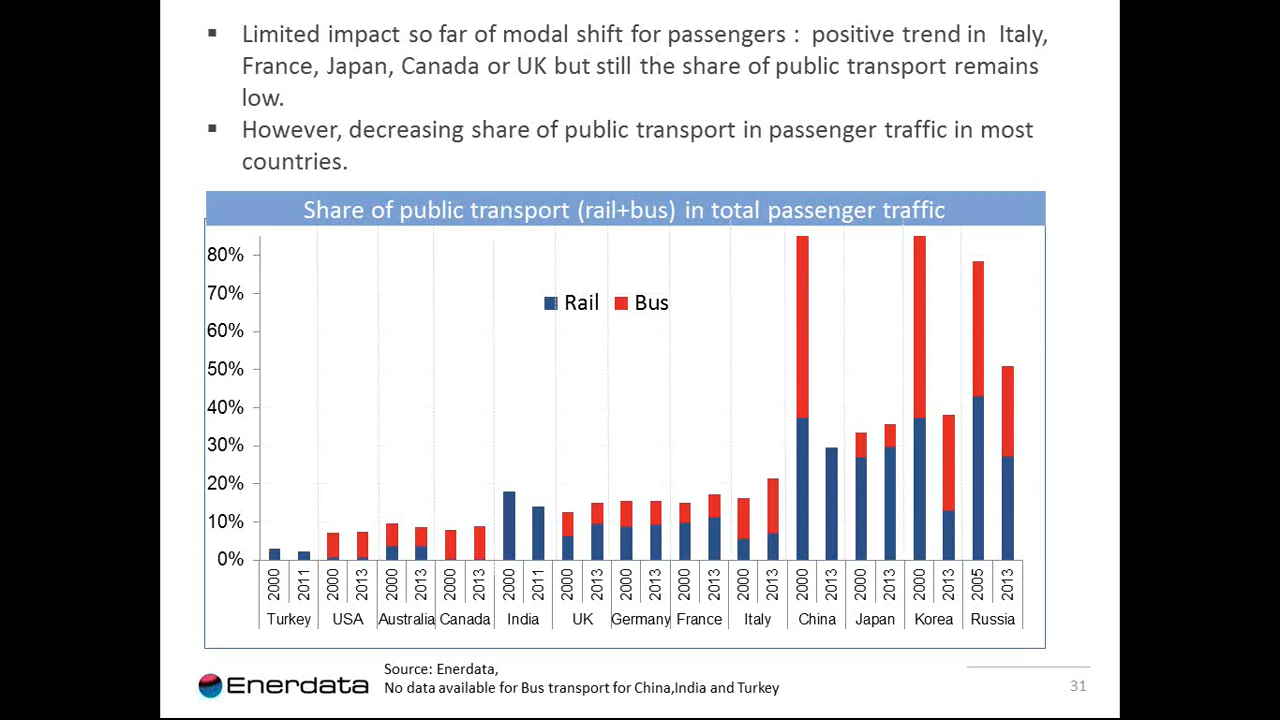 ▪ Limited impact so far of modal shift for passengers : positive trend in Italy,
France, Japan, Canada or UK but still the share of public transport remains
low.
▪ However, decreasing share of public transport in passenger traffic in most
countries.
Share of public transport (rail+bus) in total passenger traffic
80%
70%
60%
50%
40%
30%
20%
10%
0%
Rail Bus
2000 2011 2000 2013 2000 2013 2000 2013 2000 2011 2000 2013 2000 2013 2000 2013 2000 2013 2000 2013 2000 2013 2000 2013 2005 2013
Turkey USA Australia Canada India UK Germany France Italy China Japan Korea Russia
Enerdata
Source: Enerdata,
No data available for Bus transport for China,India and Turkey
31